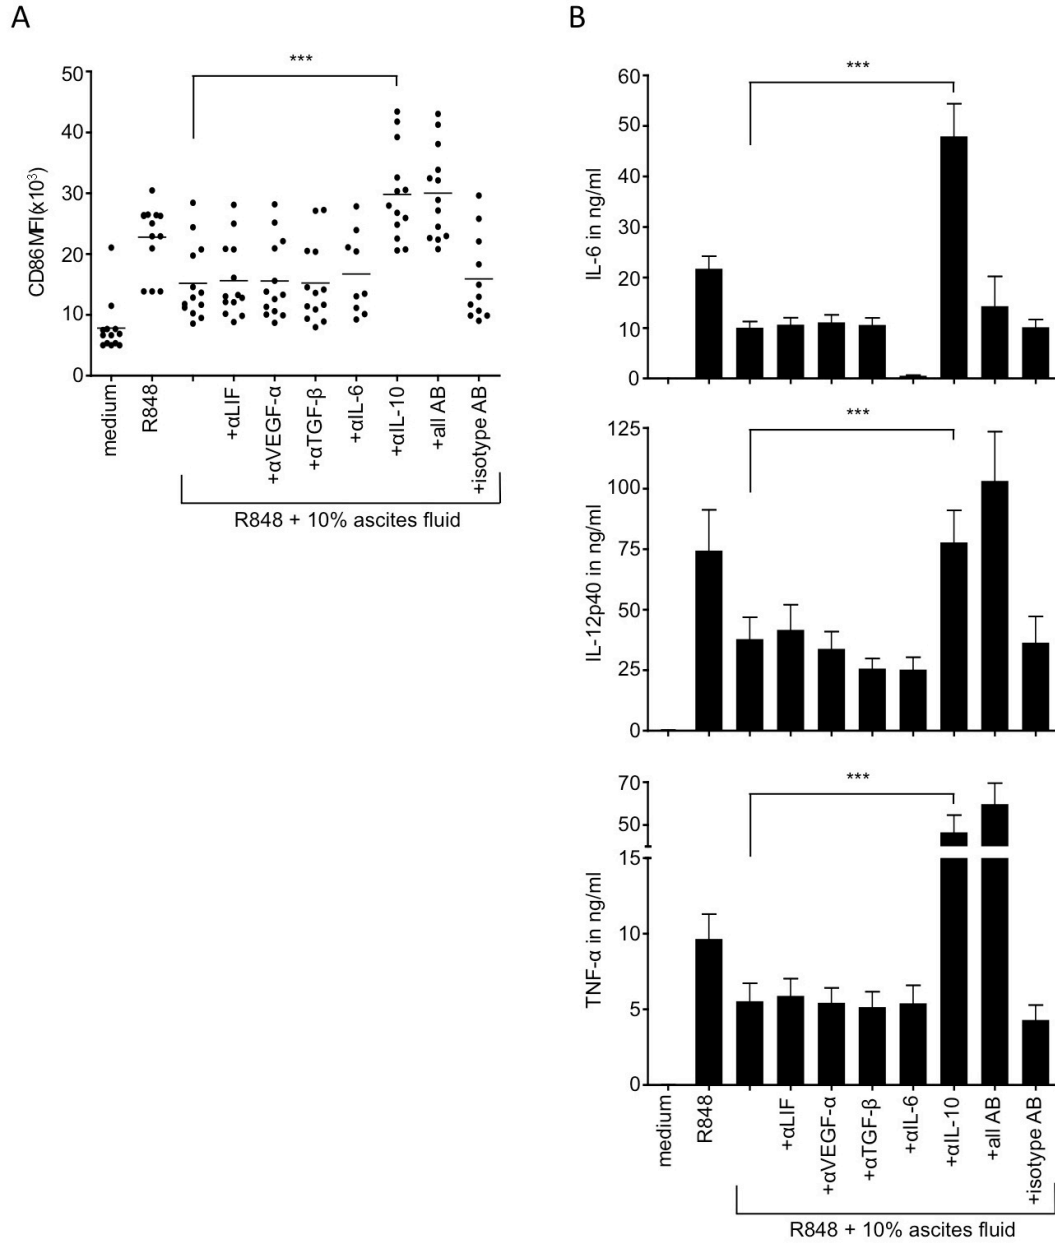 A
***
50
40
30
20
10
0
CD86 MFI (x10³)
medium
R848
+αLIF
+αVEGF-α
+αTGF-β
+αIL-6
+αIL-10
+all AB
+isotype AB
R848 + 10% ascites fluid
B
***
60
50
40
30
20
10
0
IL-6 in ng/ml
***
125
100
75
50
25
0
IL-12p40 in ng/ml
***
70
50
15
10
5
0
TNF-α in ng/ml
medium
R848
+αLIF
+αVEGF-α
+αTGF-β
+αIL-6
+αIL-10
+all AB
+isotype AB
R848 + 10% ascites fluid